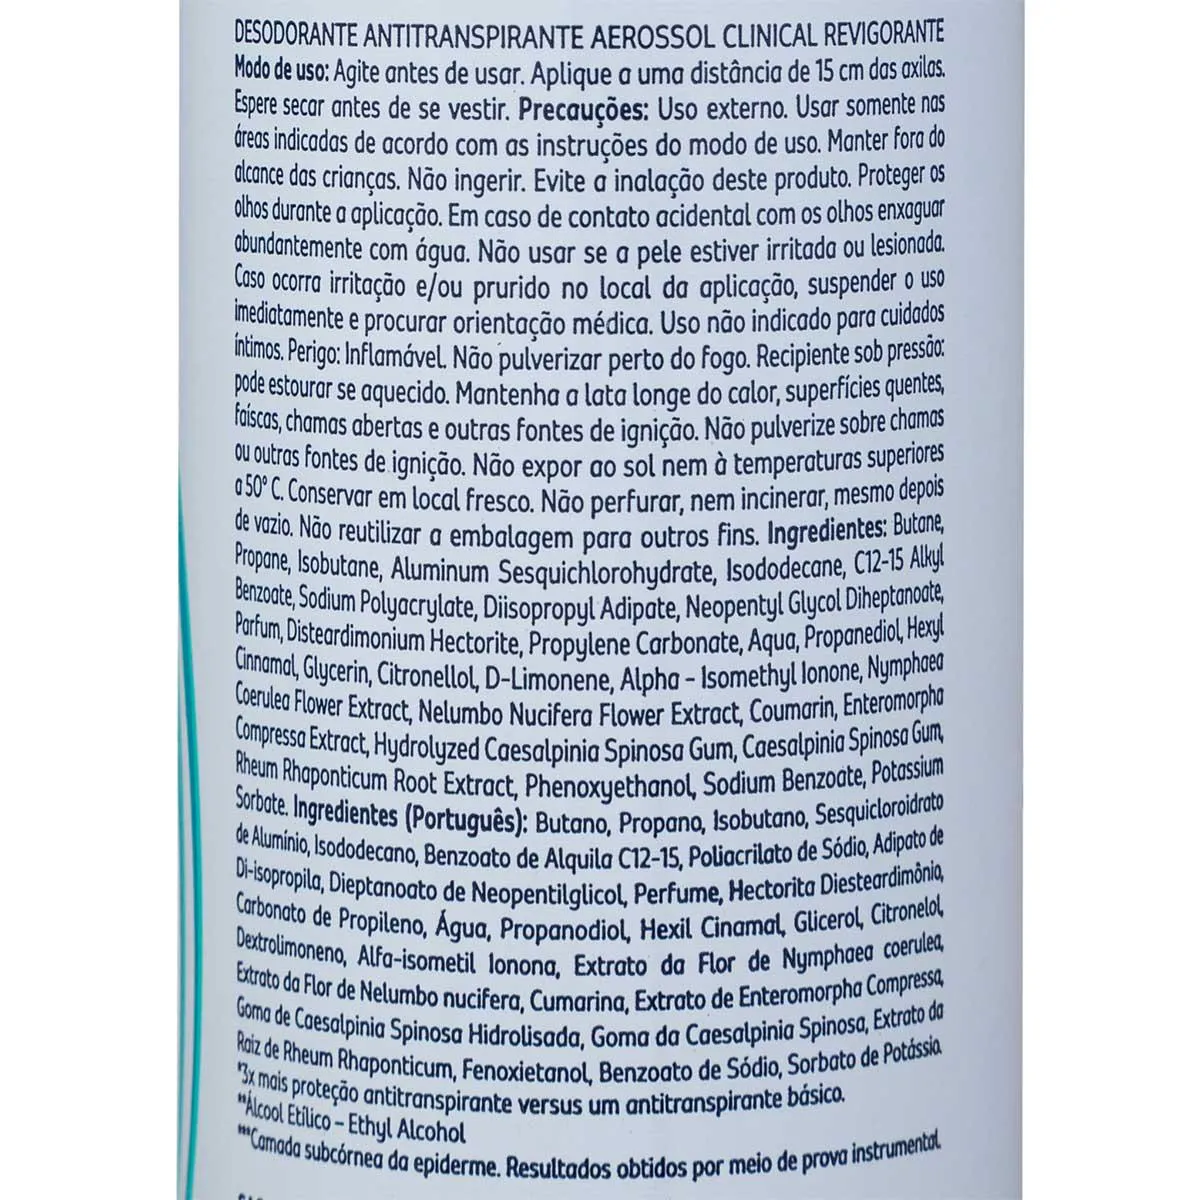 DESODORANTE ANTITRANSPIRANTE AEROSSOL CLINICAL REVIGORANTE
Modo de uso: Agite antes de usar. Aplique a uma distância de 15 cm das axilas.
Espere secar antes de se vestir. Precauções: Uso externo. Usar somente nas
áreas indicadas de acordo com as instruções do modo de uso. Manter fora do
alcance das crianças. Não ingerir. Evite a inalação deste produto. Proteger os
olhos durante a aplicação. Em caso de contato acidental com os olhos enxaguar
abundantemente com água. Não usar se a pele estiver irritada ou lesionada.
Caso ocorra irritação e/ou prurido no local da aplicação, suspender o uso
imediatamente e procurar orientação médica. Uso não indicado para cuidados
íntimos. Perigo: Inflamável. Não pulverizar perto do fogo. Recipiente sob pressão:
pode estourar se aquecido. Mantenha a lata longe do calor, superfícies quentes,
faíscas, chamas abertas e outras fontes de ignição. Não pulverize sobre chamas
ou outras fontes de ignição. Não expor ao sol nem à temperaturas superiores
a 50° C. Conservar em local fresco. Não perfurar, nem incinerar, mesmo depois
de vazio. Não reutilizar a embalagem para outros fins. Ingredientes: Butane,
Propane, Isobutane, Aluminum Sesquichlorohydrate, Isododecane, C12-15 Alkyl
Benzoate, Sodium Polyacrylate, Diisopropyl Adipate, Neopentyl Glycol Diheptanoate,
Parfum, Disteardimonium Hectorite, Propylene Carbonate, Aqua, Propanediol, Hexyl
Cinnamal, Glycerin, Citronellol, D-Limonene, Alpha - Isomethyl Ionone, Nymphaea
Coerulea Flower Extract, Nelumbo Nucifera Flower Extract, Coumarin, Enteromorpha
Compressa Extract, Hydrolyzed Caesalpinia Spinosa Gum, Caesalpinia Spinosa Gum,
Rheum Rhaponticum Root Extract, Phenoxyethanol, Sodium Benzoate, Potassium
Sorbate. Ingredientes (Português): Butano, Propano, Isobutano, Sesquicloroidrato
de Alumínio, Isododecano, Benzoato de Alquila C12-15, Poliacrilato de Sódio, Adipato de
Di-isopropila, Dieptanoato de Neopentilglicol, Perfume, Hectorita Diesteardimônio,
Carbonato de Propileno, Água, Propanodiol, Hexil Cinamal, Glicerol, Citronelol,
Dextrolimoneno, Alfa-isometil Ionona, Extrato da Flor de Nymphaea coerulea,
Extrato da Flor de Nelumbo nucifera, Cumarina, Extrato de Enteromorpha Compressa,
Goma de Caesalpinia Spinosa Hidrolisada, Goma da Caesalpinia Spinosa, Extrato da
Raiz de Rheum Rhaponticum, Fenoxietanol, Benzoato de Sódio, Sorbato de Potássio.
*3x mais proteção antitranspirante versus um antitranspirante básico.
**Álcool Etílico - Ethyl Alcohol
***Camada subcórnea da epiderme. Resultados obtidos por meio de prova instrumental.